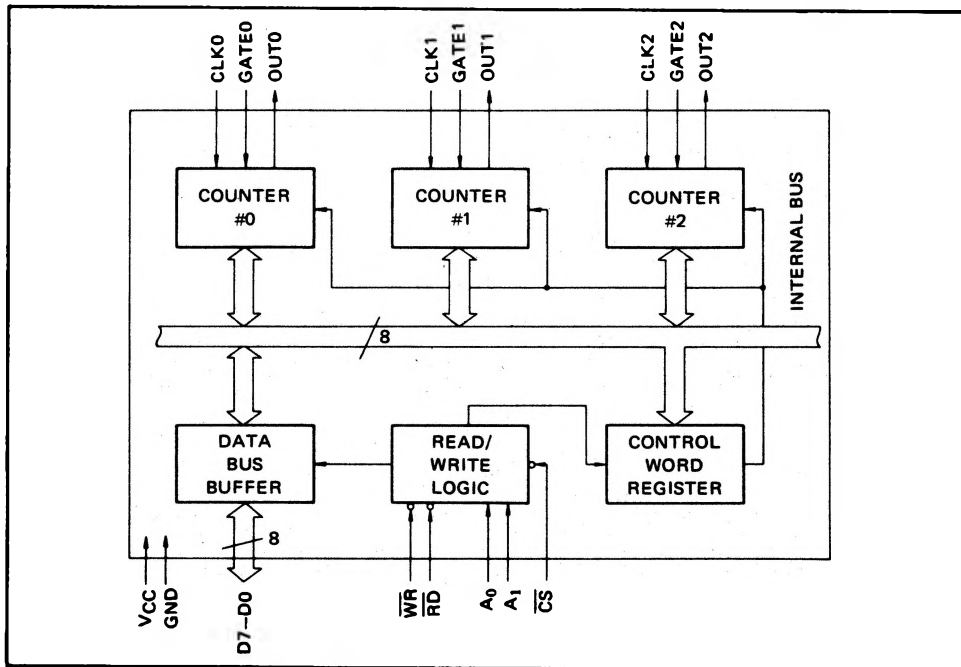 CLK0
GATE0
OUT0
CLK1
GATE1
OUT1
CLK2
GATE2
OUT2
COUNTER
#0
COUNTER
#1
COUNTER
#2
INTERNAL BUS
8
DATA
BUS
BUFFER
READ/
WRITE
LOGIC
CONTROL
WORD
REGISTER
8
VCC
GND
D7–D0
WR
RD
A0
A1
CS